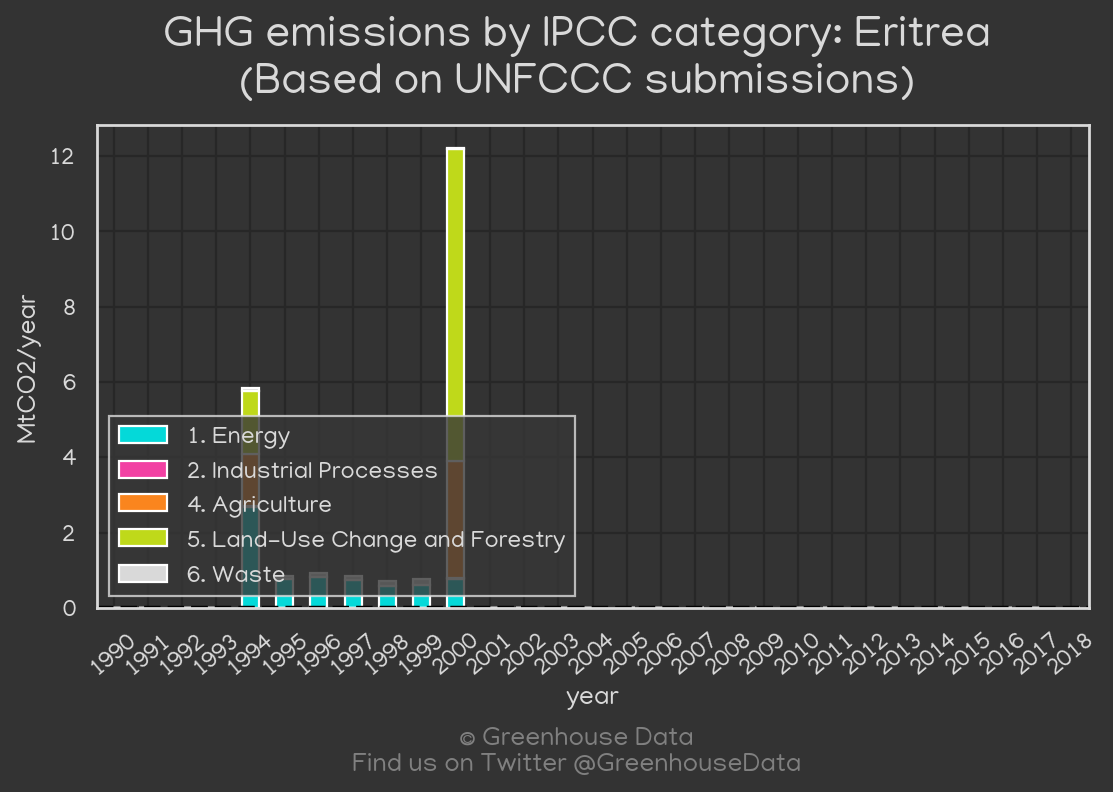 GHG emissions by IPCC category: Eritrea
(Based on UNFCCC submissions)
MtCO2/year
12
10
8
6
4
2
0
1. Energy
2. Industrial Processes
4. Agriculture
5. Land-Use Change and Forestry
6. Waste
1990 1991 1992 1993 1994 1995 1996 1997 1998 1999 2000 2001 2002 2003 2004 2005 2006 2007 2008 2009 2010 2011 2012 2013 2014 2015 2016 2017 2018
year
© Greenhouse Data
Find us on Twitter @GreenhouseData